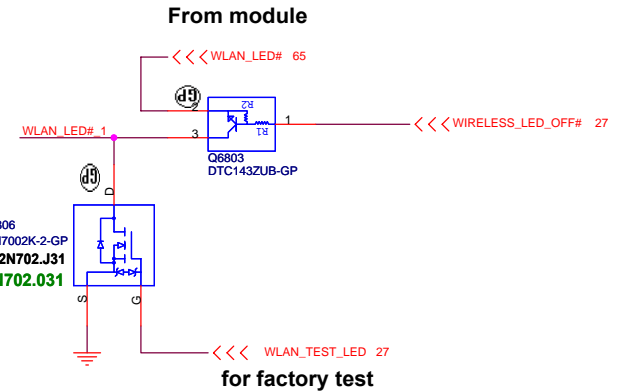 From module
WLAN_LED# 65
GP
2
R2
R1
1
WIRELESS_LED_OFF# 27
WLAN_LED#_1
3
Q6803
DTC143ZUB-GP
GP
D
306
7002K-2-GP
2N702.J31
N702.031
S
G
WLAN_TEST_LED 27
for factory test